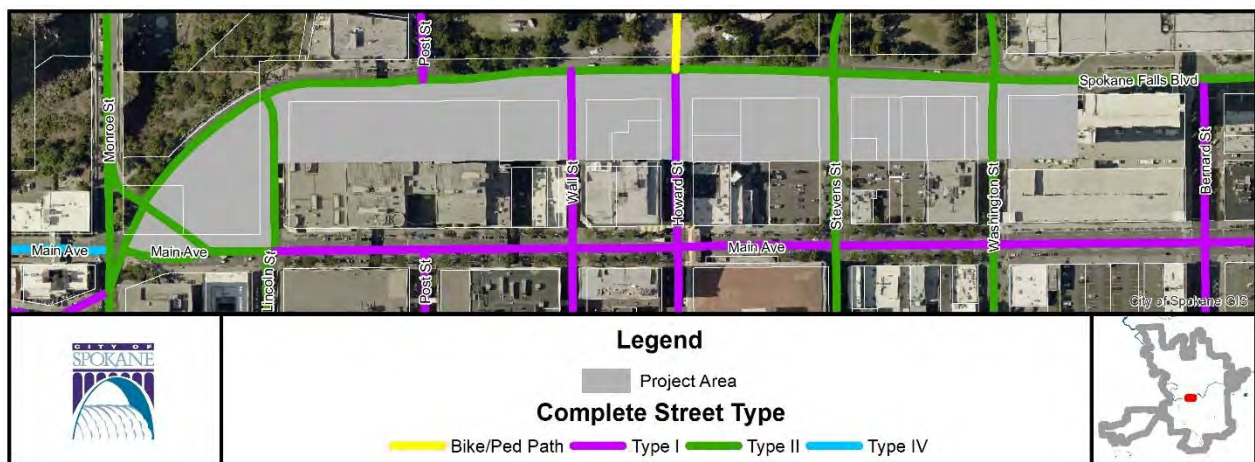 Post St
Monroe St
Spokane Falls Blvd
Wall St
Howard St
Stevens St
Washington St
Bernard St
Main Ave
Main Ave
Main Ave
Lincoln St
Post St
City of Spokane GIS
CITY OF
SPOKANE
Legend
Project Area
Complete Street Type
Bike/Ped Path
Type I
Type II
Type IV